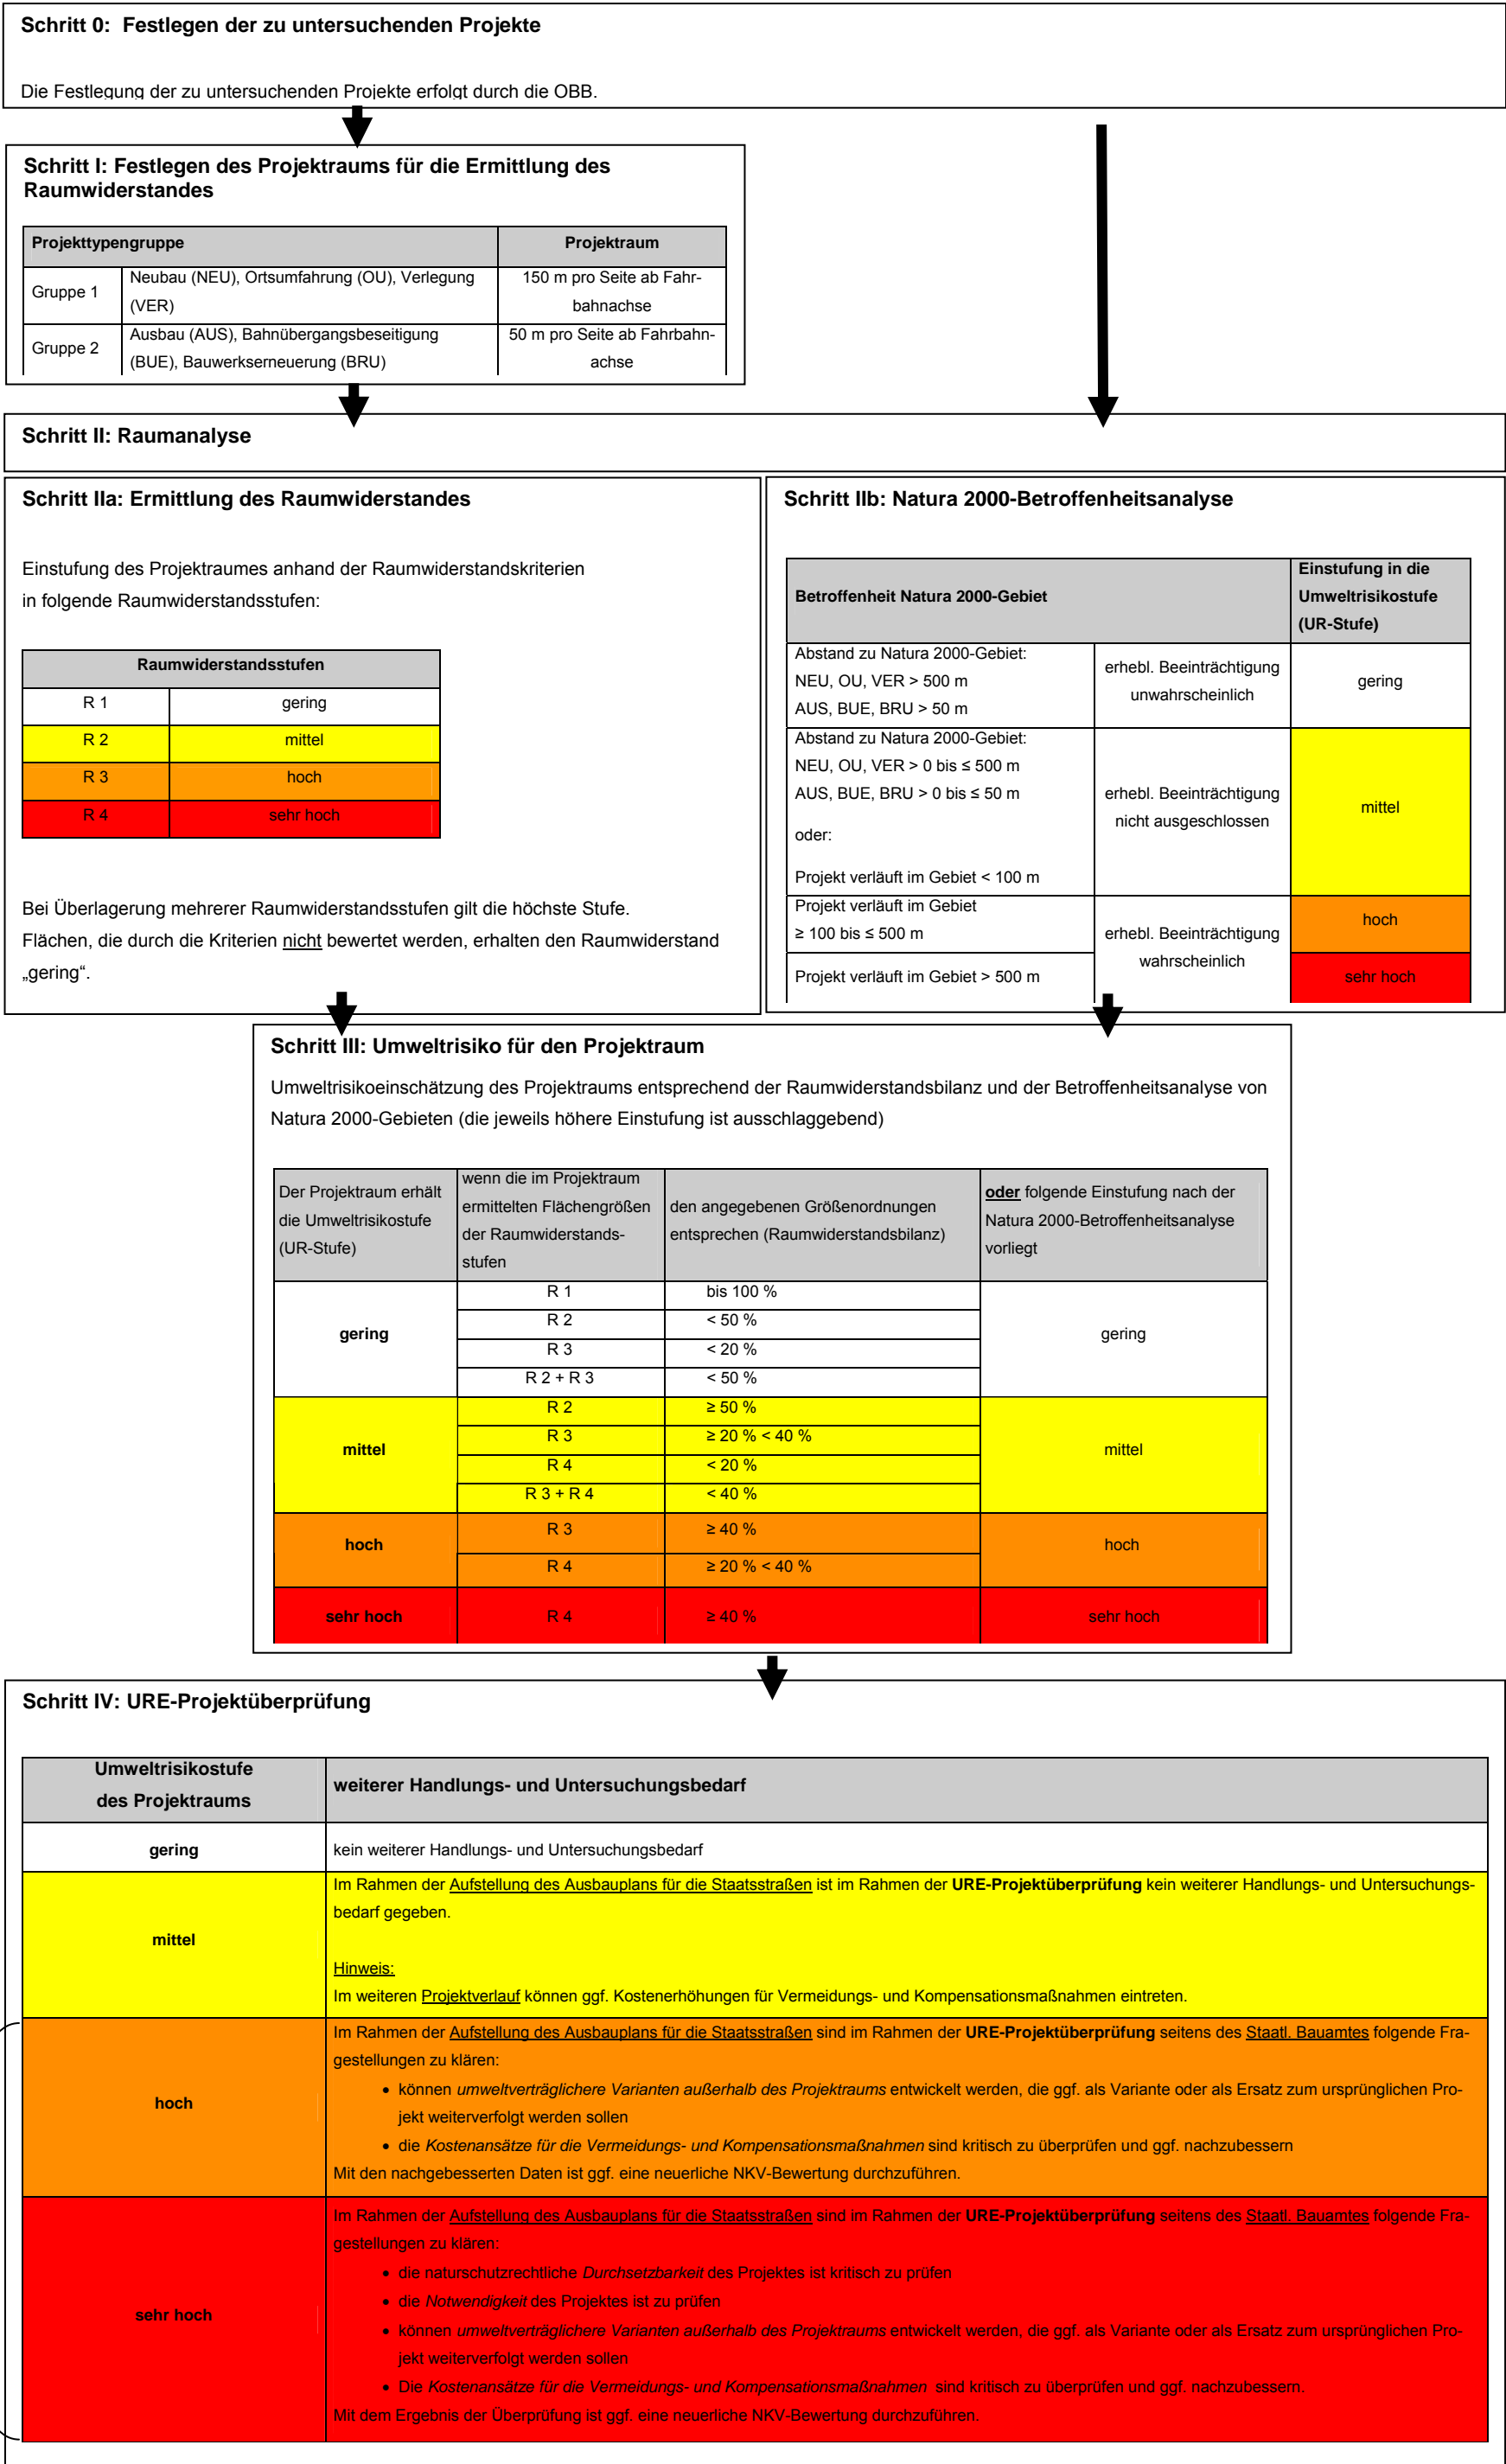 Schritt 0:  Festlegen der zu untersuchenden Projekte
Die Festlegung der zu untersuchenden Projekte erfolgt durch die OBB.
Schritt I: Festlegen des Projektraums für die Ermittlung des
Raumwiderstandes
Projekttypengruppe
Projektraum
Gruppe 1
Neubau (NEU), Ortsumfahrung (OU), Verlegung
(VER)
150 m pro Seite ab Fahr-
bahnachse
Gruppe 2
Ausbau (AUS), Bahnübergangsbeseitigung
(BUE), Bauwerkserneuerung (BRU)
50 m pro Seite ab Fahrbahn-
achse
Schritt II: Raumanalyse
Schritt IIa: Ermittlung des Raumwiderstandes
Einstufung des Projektraumes anhand der Raumwiderstandskriterien
in folgende Raumwiderstandsstufen:
Raumwiderstandsstufen
R 1 gering
R 2 mittel
R 3 hoch
R 4 sehr hoch
Bei Überlagerung mehrerer Raumwiderstandsstufen gilt die höchste Stufe.
Flächen, die durch die Kriterien nicht bewertet werden, erhalten den Raumwiderstand
„gering“.
Schritt IIb: Natura 2000-Betroffenheitsanalyse
Betroffenheit Natura 2000-Gebiet
Einstufung in die
Umweltrisikostufe
(UR-Stufe)
Abstand zu Natura 2000-Gebiet:
NEU, OU, VER > 500 m
AUS, BUE, BRU > 50 m
erhebl. Beeinträchtigung
unwahrscheinlich
gering
Abstand zu Natura 2000-Gebiet:
NEU, OU, VER > 0 bis ≤ 500 m
AUS, BUE, BRU > 0 bis ≤ 50 m
oder:
Projekt verläuft im Gebiet < 100 m
erhebl. Beeinträchtigung
nicht ausgeschlossen
mittel
Projekt verläuft im Gebiet
≥ 100 bis ≤ 500 m
erhebl. Beeinträchtigung
wahrscheinlich
hoch
Projekt verläuft im Gebiet > 500 m
sehr hoch
Schritt III: Umweltrisiko für den Projektraum
Umweltrisikoeinschätzung des Projektraums entsprechend der Raumwiderstandsbilanz und der Betroffenheitsanalyse von
Natura 2000-Gebieten (die jeweils höhere Einstufung ist ausschlaggebend)
Der Projektraum erhält
die Umweltrisikostufe
(UR-Stufe)
wenn die im Projektraum
ermittelten Flächengrößen
der Raumwiderstands-
stufen
den angegebenen Größenordnungen
entsprechen (Raumwiderstandsbilanz)
oder folgende Einstufung nach der
Natura 2000-Betroffenheitsanalyse
vorliegt
gering
R 1 bis 100 %
R 2 < 50 %
R 3 < 20 %
R 2 + R 3 < 50 %
gering
mittel
R 2 ≥ 50 %
R 3 ≥ 20 % < 40 %
R 4 < 20 %
R 3 + R 4 < 40 %
mittel
hoch
R 3 ≥ 40 %
R 4 ≥ 20 % < 40 %
hoch
sehr hoch R 4 ≥ 40 % sehr hoch
Schritt IV: URE-Projektüberprüfung
Umweltrisikostufe
des Projektraums
weiterer Handlungs- und Untersuchungsbedarf
gering
kein weiterer Handlungs- und Untersuchungsbedarf
mittel
Im Rahmen der Aufstellung des Ausbauplans für die Staatsstraßen ist im Rahmen der URE-Projektüberprüfung kein weiterer Handlungs- und Untersuchungs-
bedarf gegeben.
Hinweis:
Im weiteren Projektverlauf können ggf. Kostenerhöhungen für Vermeidungs- und Kompensationsmaßnahmen eintreten.
hoch
Im Rahmen der Aufstellung des Ausbauplans für die Staatsstraßen sind im Rahmen der URE-Projektüberprüfung seitens des Staatl. Bauamtes folgende Fra-
gestellungen zu klären:
• können umweltverträglichere Varianten außerhalb des Projektraums entwickelt werden, die ggf. als Variante oder als Ersatz zum ursprünglichen Pro-
jekt weiterverfolgt werden sollen
• die Kostenansätze für die Vermeidungs- und Kompensationsmaßnahmen sind kritisch zu überprüfen und ggf. nachzubessern
Mit den nachgebesserten Daten ist ggf. eine neuerliche NKV-Bewertung durchzuführen.
sehr hoch
Im Rahmen der Aufstellung des Ausbauplans für die Staatsstraßen sind im Rahmen der URE-Projektüberprüfung seitens des Staatl. Bauamtes folgende Fra-
gestellungen zu klären:
• die naturschutzrechtliche Durchsetzbarkeit des Projektes ist kritisch zu prüfen
• die Notwendigkeit des Projektes ist zu prüfen
• können umweltverträglichere Varianten außerhalb des Projektraums entwickelt werden, die ggf. als Variante oder als Ersatz zum ursprünglichen Pro-
jekt weiterverfolgt werden sollen
• Die Kostenansätze für die Vermeidungs- und Kompensationsmaßnahmen  sind kritisch zu überprüfen und ggf. nachzubessern.
Mit dem Ergebnis der Überprüfung ist ggf. eine neuerliche NKV-Bewertung durchzuführen.